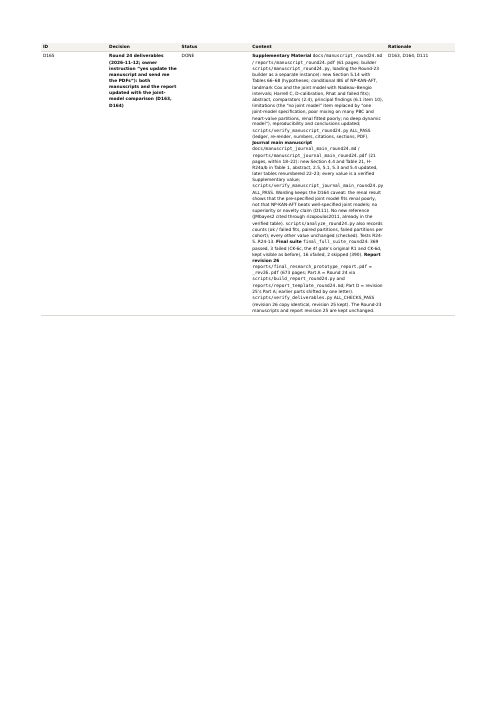 ID Decision Status Content Rationale
D165 Round 24 deliverables DONE Supplementary Material docs/manuscript_round24.md D163, D164, D111
(2026-11-12; owner / reports/manuscript_round24.pdf (61 pages; builder
instruction "yes update the scripts/manuscript_round24.py, loading the Round-23
manuscript and send me builder as a separate instance): new Section 5.14 with
the PDFs"): both Tables 66–68 (hypotheses, conditional IBS of NP-KAN-AFT,
manuscripts and the report landmark Cox and the joint model with Nadeau–Bengio
updated with the joint- intervals; Harrell C, D-calibration, Rhat and failed fits);
model comparison (D163, abstract, comparators (2.4), principal findings (6.1 item 10),
D164) limitations (the "no joint model" item replaced by "one
joint-model specification, poor mixing on many PBC and
heart-valve partitions, renal fitted poorly; no deep dynamic
model"), reproducibility and conclusions updated;
scripts/verify_manuscript_round24.py ALL_PASS
(ledger, re-render, numbers, citations, sections, PDF).
Journal main manuscript
docs/manuscript_journal_main_round24.md /
reports/manuscript_journal_main_round24.pdf (21
pages, within 18–22): new Section 4.4 and Table 21, H-
R24a/b in Table 1, abstract, 2.5, 5.1, 5.3 and 5.4 updated,
later tables renumbered 22–23; every value is a verified
Supplementary value;
scripts/verify_manuscript_journal_main_round24.py
ALL_PASS. Wording keeps the D164 caveat: the renal result
shows that the pre-specified joint model fits renal poorly,
not that NP-KAN-AFT beats well-specified joint models; no
superiority or novelty claim (D111). No new reference
(JMbayes2 cited through rizopoulos2011, already in the
verified table). scripts/analyze_round24.py also records
counts (ok / failed fits, paired partitions, failed partitions per
cohort); every other value unchanged (checked). Tests R24-
5, R24-11. Final suite final_full_suite_round24: 369
passed, 3 failed (CK-6c, the 4f gate's original R1 and CK-6d,
kept visible as before), 16 xfailed, 2 skipped (390). Report
revision 26
reports/final_research_prototype_report.pdf =
_rev26.pdf (673 pages; Part A = Round 24 via
scripts/build_report_round24.py and
reports/report_template_round24.md; Part D = revision
25's Part A; earlier parts shifted by one letter).
scripts/verify_deliverables.py ALL_CHECKS_PASS
(revision 26 copy identical, revision 25 kept). The Round-23
manuscripts and report revision 25 are kept unchanged.